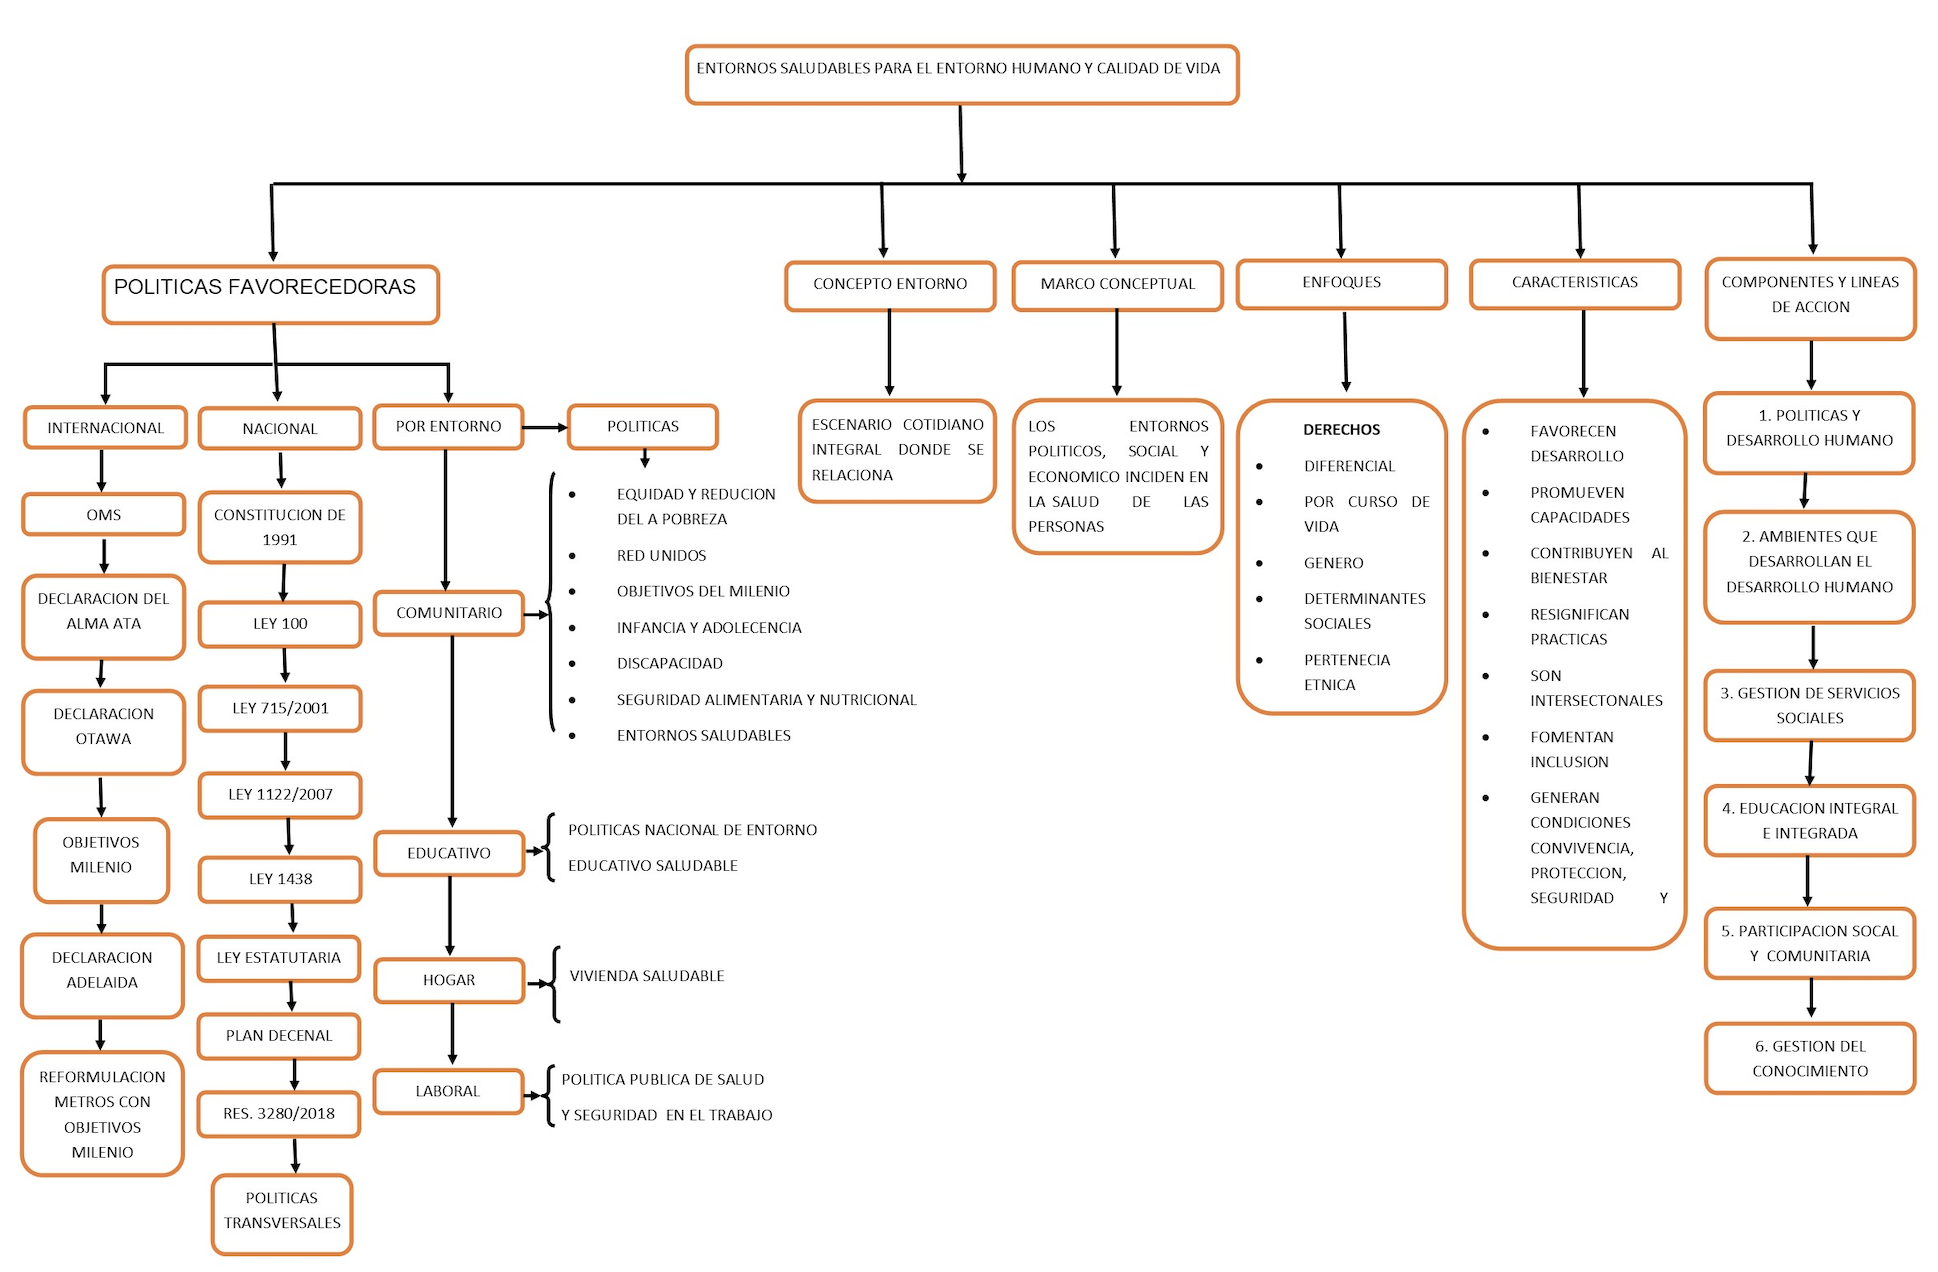 ENTORNOS SALUDABLES PARA EL ENTORNO HUMANO Y CALIDAD DE VIDA
POLITICAS FAVORECEDORAS
INTERNACIONAL
OMS
DECLARACION DEL
ALMA ATA
DECLARACION
OTAWA
OBJETIVOS
MILENIO
DECLARACION
ADELAIDA
REFORMULACION
METROS CON
OBJETIVOS
MILENIO
NACIONAL
CONSTITUCION DE
1991
LEY 100
LEY 715/2001
LEY 1122/2007
LEY 1438
LEY ESTATUTARIA
PLAN DECENAL
RES. 3280/2018
POLITICAS
TRANSVERSALES
POR ENTORNO
POLITICAS
COMUNITARIO
• EQUIDAD Y REDUCION
DEL A POBREZA
• RED UNIDOS
• OBJETIVOS DEL MILENIO
• INFANCIA Y ADOLECENCIA
• DISCAPACIDAD
• SEGURIDAD ALIMENTARIA Y NUTRICIONAL
• ENTORNOS SALUDABLES
EDUCATIVO
POLITICAS NACIONAL DE ENTORNO
EDUCATIVO SALUDABLE
HOGAR
VIVIENDA SALUDABLE
LABORAL
POLITICA PUBLICA DE SALUD
Y SEGURIDAD EN EL TRABAJO
CONCEPTO ENTORNO
ESCENARIO COTIDIANO
INTEGRAL DONDE SE
RELACIONA
MARCO CONCEPTUAL
LOS ENTORNOS
POLITICOS, SOCIAL Y
ECONOMICO INCIDEN EN
LA SALUD DE LAS
PERSONAS
ENFOQUES
DERECHOS
• DIFERENCIAL
• POR CURSO DE
VIDA
• GENERO
• DETERMINANTES
SOCIALES
• PERTENECIA
ETNICA
CARACTERISTICAS
• FAVORECEN
DESARROLLO
• PROMUEVEN
CAPACIDADES
• CONTRIBUYEN AL
BIENESTAR
• RESIGNIFICAN
PRACTICAS
• SON
INTERSECTONALES
• FOMENTAN
INCLUSION
• GENERAN
CONDICIONES
CONVIVENCIA,
PROTECCION,
SEGURIDAD Y
COMPONENTES Y LINEAS
DE ACCION
1. POLITICAS Y
DESARROLLO HUMANO
2. AMBIENTES QUE
DESARROLLAN EL
DESARROLLO HUMANO
3. GESTION DE SERVICIOS
SOCIALES
4. EDUCACION INTEGRAL
E INTEGRADA
5. PARTICIPACION SOCAL
Y COMUNITARIA
6. GESTION DEL
CONOCIMIENTO